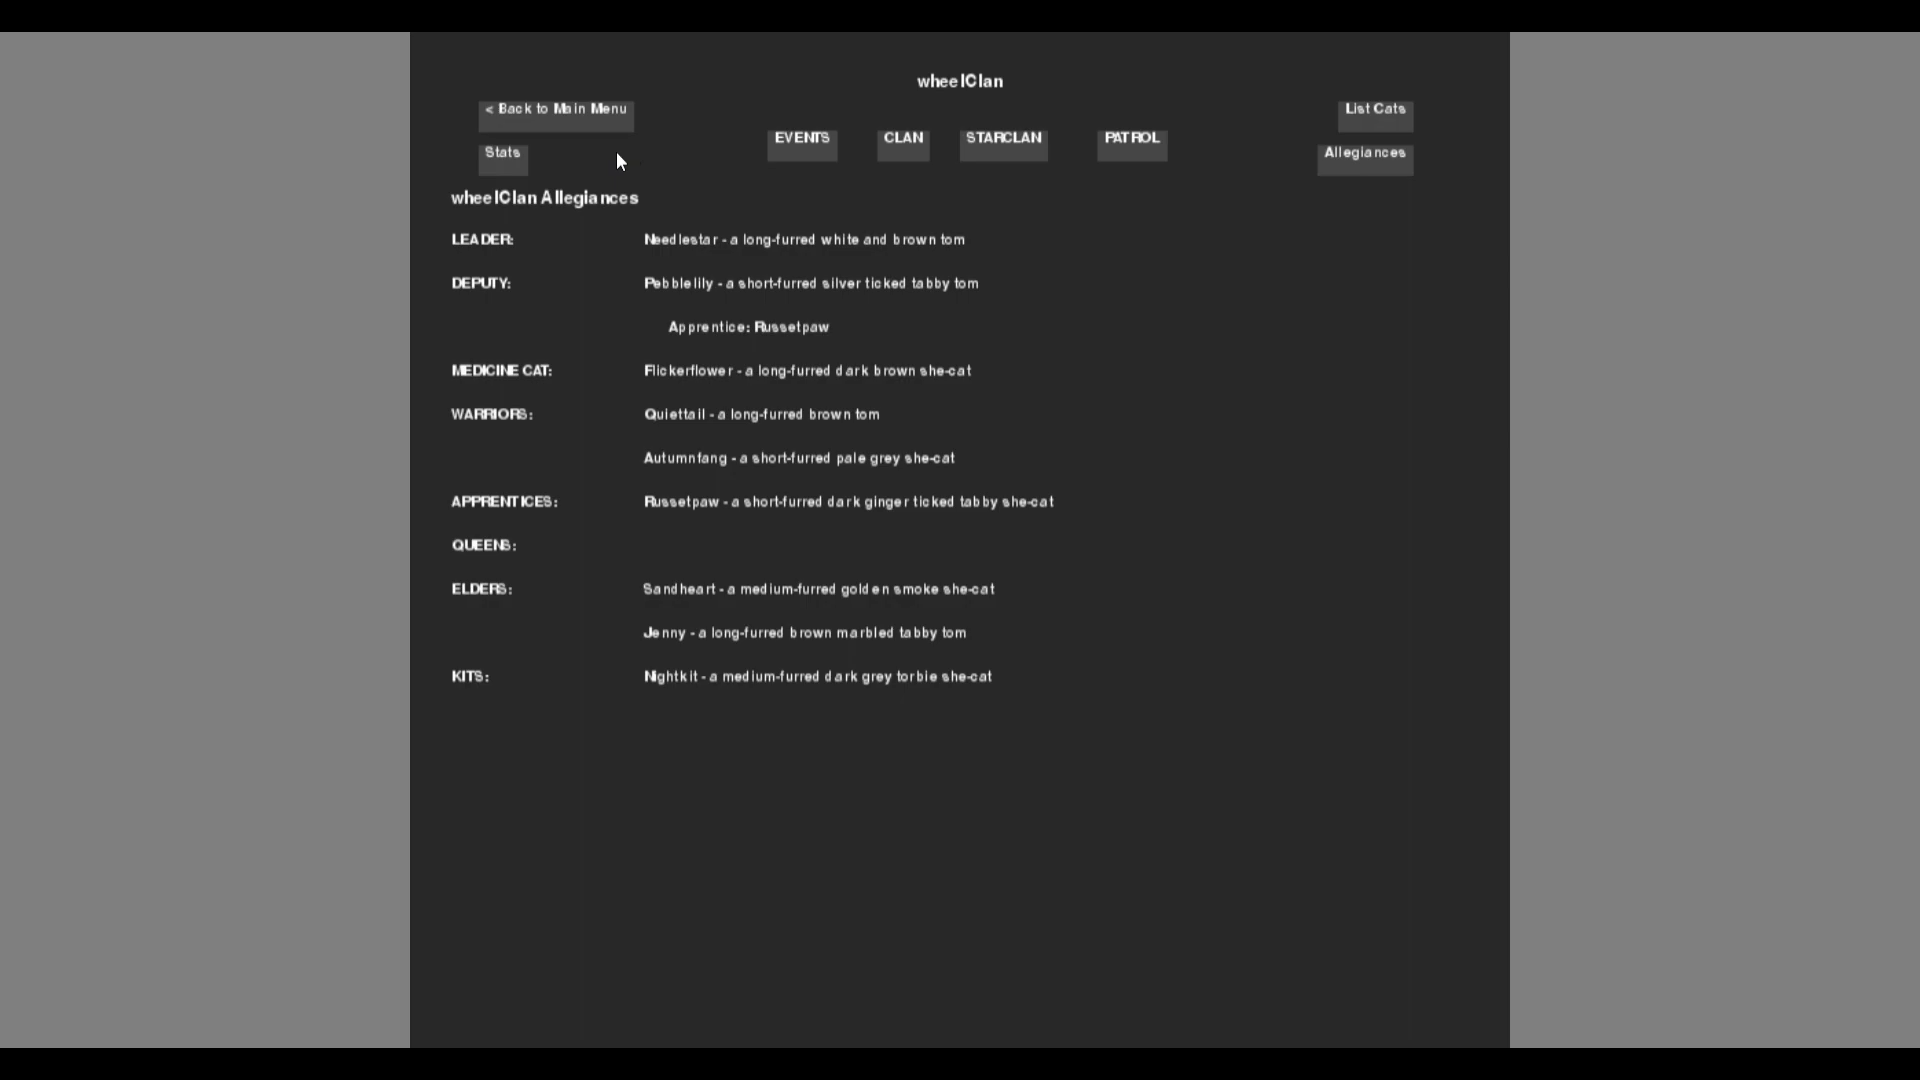 wheelClan
< Back to Main Menu
List Cats
EVENTS CLAN STARCLAN PATROL
Stats
Allegiances
wheelClan Allegiances
LEADER: Needlestar - a long-furred white and brown tom
DEPUTY: Pebblelily - a short-furred silver ticked tabby tom
Apprentice: Russetpaw
MEDICINE CAT: Flickerflower - a long-furred dark brown she-cat
WARRIORS: Quiettail - a long-furred brown tom
Autumnfang - a short-furred pale grey she-cat
APPRENTICES: Russetpaw - a short-furred dark ginger ticked tabby she-cat
QUEENS:
ELDERS: Sandheart - a medium-furred golden smoke she-cat
Jenny - a long-furred brown marbled tabby tom
KITS: Nightkit - a medium-furred dark grey torbie she-cat